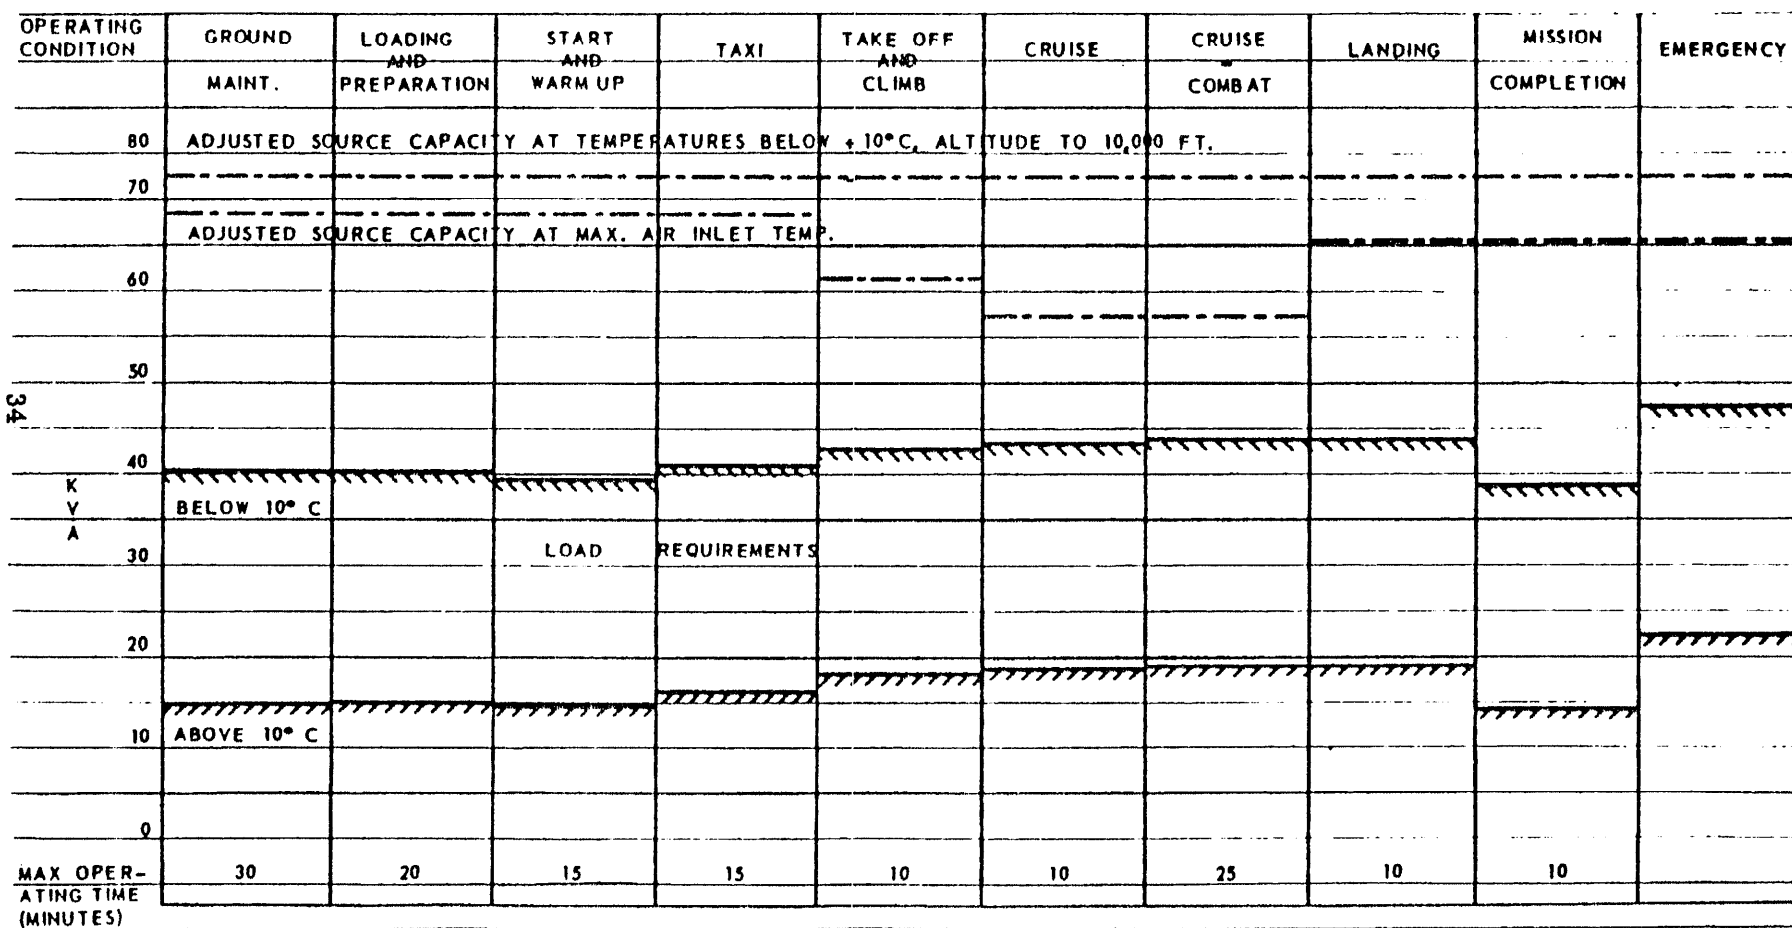 OPERATING CONDITION
GROUND MAINT.
LOADING AND PREPARATION
START AND WARM UP
TAXI
TAKE OFF AND CLIMB
CRUISE
CRUISE - COMBAT
LANDING
MISSION COMPLETION
EMERGENCY
80
ADJUSTED SOURCE CAPACITY AT TEMPERATURES BELOW +10°C, ALTITUDE TO 10,000 FT.
70
ADJUSTED SOURCE CAPACITY AT MAX. AIR INLET TEMP.
60
50
34
40
KVA
BELOW 10° C
30
LOAD REQUIREMENTS
20
10
ABOVE 10° C
0
MAX OPER-
ATING TIME
(MINUTES)
30 20 15 15 10 10 25 10 10